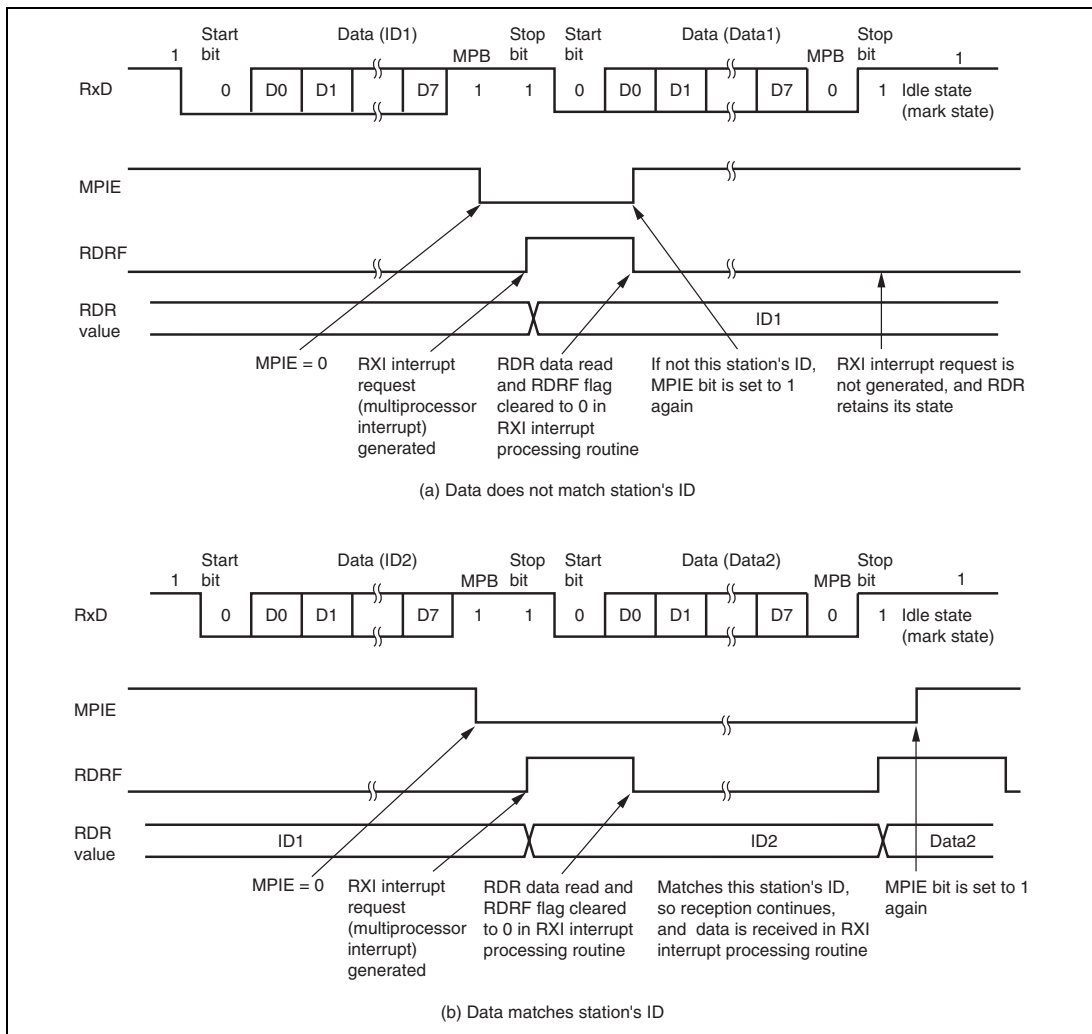 Start bit Data (ID1) Stop bit Start bit Data (Data1) Stop bit
1 MPB MPB 1
RxD 0 D0 D1 D7 1 1 0 D0 D1 D7 0 1 Idle state (mark state)
MPIE
RDRF
RDR value ID1
MPIE = 0
RXI interrupt
request
(multiprocessor
interrupt)
generated
RDR data read
and RDRF flag
cleared to 0 in
RXI interrupt
processing routine
If not this station's ID,
MPIE bit is set to 1
again
RXI interrupt request is
not generated, and RDR
retains its state
(a) Data does not match station's ID
Start bit Data (ID2) Stop bit Start bit Data (Data2) Stop bit
1 MPB MPB 1
RxD 0 D0 D1 D7 1 1 0 D0 D1 D7 0 1 Idle state (mark state)
MPIE
RDRF
RDR value ID1 ID2 Data2
MPIE = 0
RXI interrupt
request
(multiprocessor
interrupt)
generated
RDR data read and
RDRF flag cleared
to 0 in RXI interrupt
processing routine
Matches this station's ID,
so reception continues,
and data is received in RXI
interrupt processing routine
MPIE bit is set to 1
again
(b) Data matches station's ID